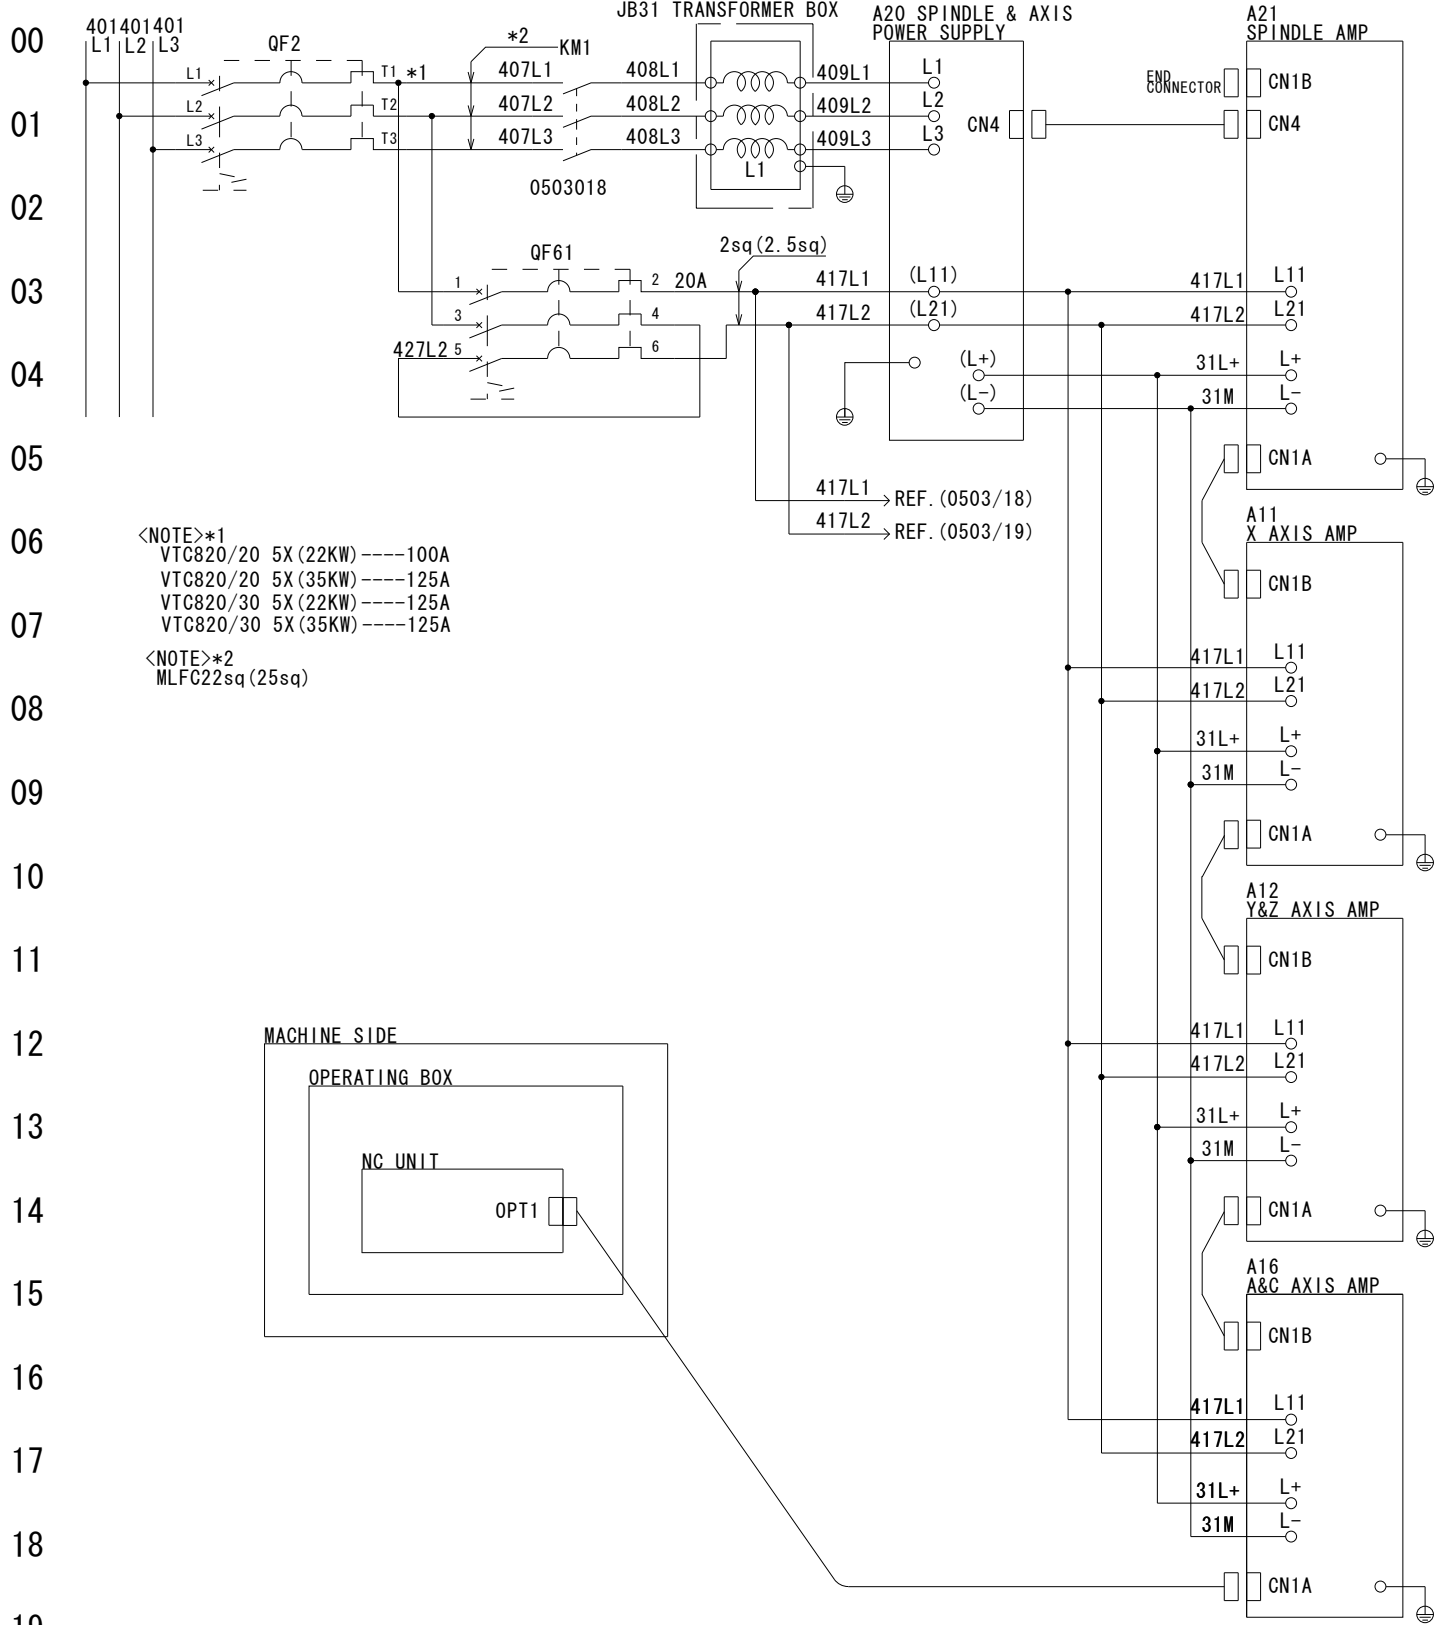 JB31 TRANSFORMER BOX
A20 SPINDLE & AXIS
POWER SUPPLY
A21
SPINDLE AMP
00
401 401 401
L1 L2 L3
QF2
*2
KM1
L1
T1
*1
407L1
408L1
409L1
L1
END
CONNECTOR
CN1B
L2
T2
407L2
408L2
409L2
L2
01
CN4
CN4
L3
T3
407L3
408L3
409L3
L3
L1
0503018
02
QF61
2sq(2.5sq)
03
1
2
20A
417L1
(L11)
417L1
L11
3
4
417L2
(L21)
417L2
L21
427L2
5
6
04
(L+)
31L+
L+
(L-)
31M
L-
05
CN1A
417L1
REF.(0503/18)
417L2
REF.(0503/19)
06
<NOTE>*1
VTC820/20 5X(22KW)----100A
VTC820/20 5X(35KW)----125A
VTC820/30 5X(22KW)----125A
VTC820/30 5X(35KW)----125A
<NOTE>*2
MLFC22sq(25sq)
A11
X AXIS AMP
CN1B
07
417L1
L11
417L2
L21
08
31L+
L+
31M
L-
09
CN1A
10
A12
Y&Z AXIS AMP
11
CN1B
12
417L1
L11
417L2
L21
MACHINE SIDE
OPERATING BOX
NC UNIT
OPT1
13
31L+
L+
31M
L-
14
CN1A
15
A16
A&C AXIS AMP
CN1B
16
417L1
L11
17
417L2
L21
31L+
L+
18
31M
L-
CN1A